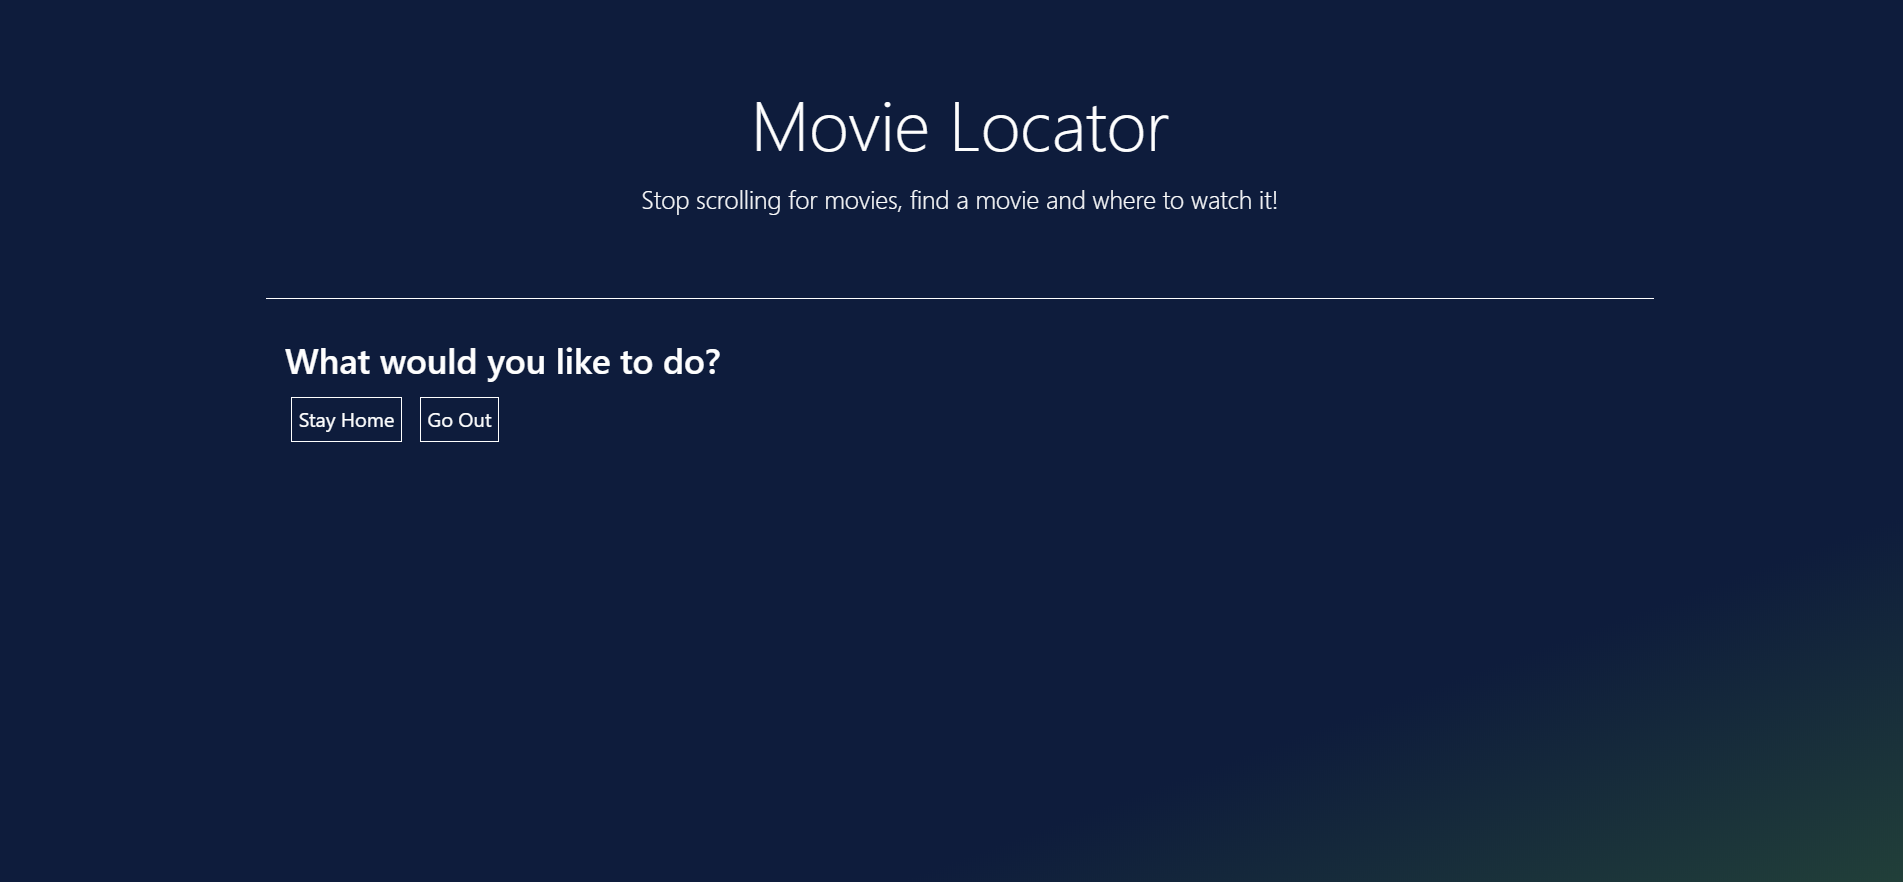 Movie Locator
Stop scrolling for movies, find a movie and where to watch it!
What would you like to do?
Stay Home Go Out